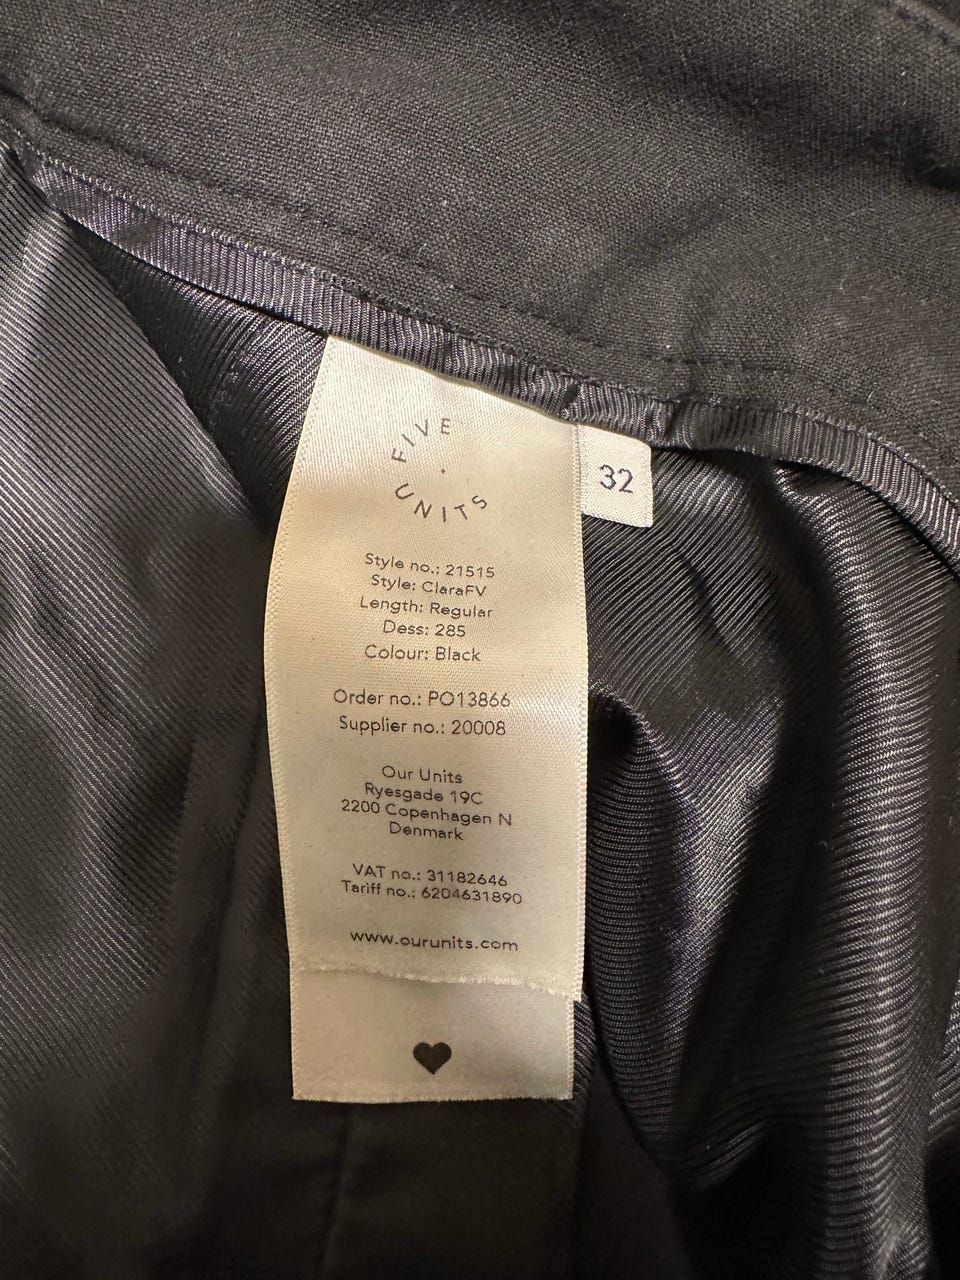 FIVE
UNITS
32
Style no.: 21515
Style: ClaraFV
Length: Regular
Dess: 285
Colour: Black
Order no.: PO13866
Supplier no.: 20008
Our Units
Ryesgade 19C
2200 Copenhagen N
Denmark
VAT no.: 31182646
Tariff no.: 6204631890
www.ourunits.com